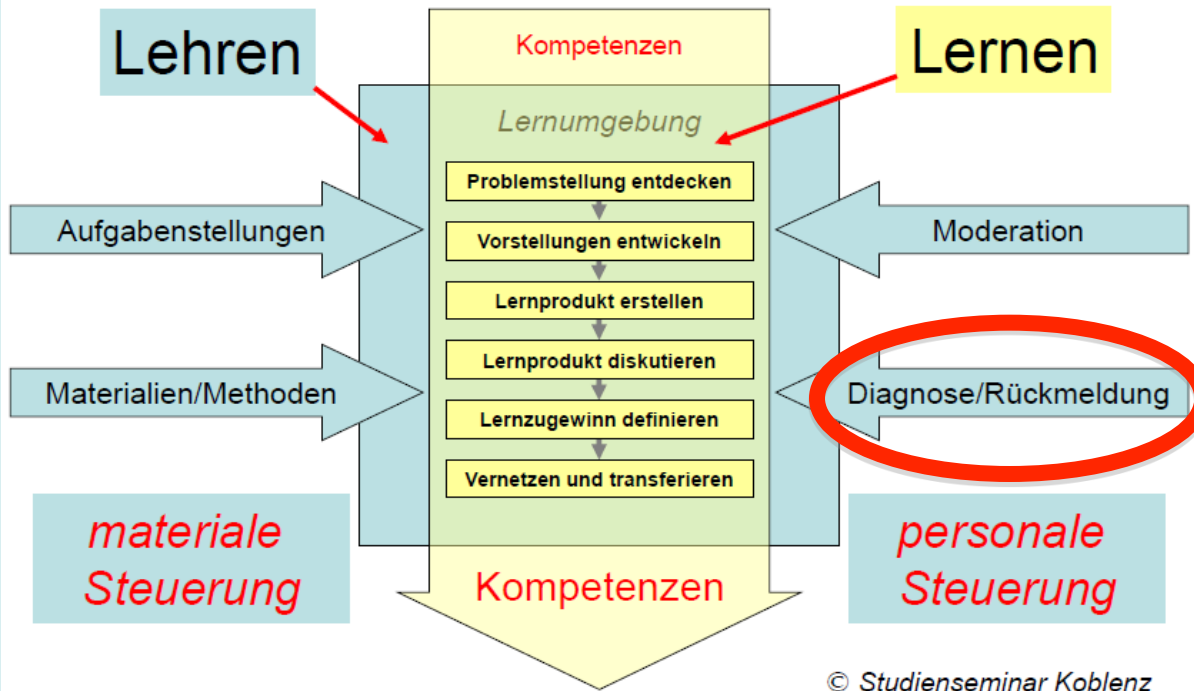 Lehren
Kompetenzen
Lernen
Lernumgebung
Problemstellung entdecken
Vorstellungen entwickeln
Lernprodukt erstellen
Lernprodukt diskutieren
Lernzugewinn definieren
Vernetzen und transferieren
Aufgabenstellungen
Materialien/Methoden
Moderation
Diagnose/Rückmeldung
materiale
Steuerung
Kompetenzen
personale
Steuerung
© Studienseminar Koblenz